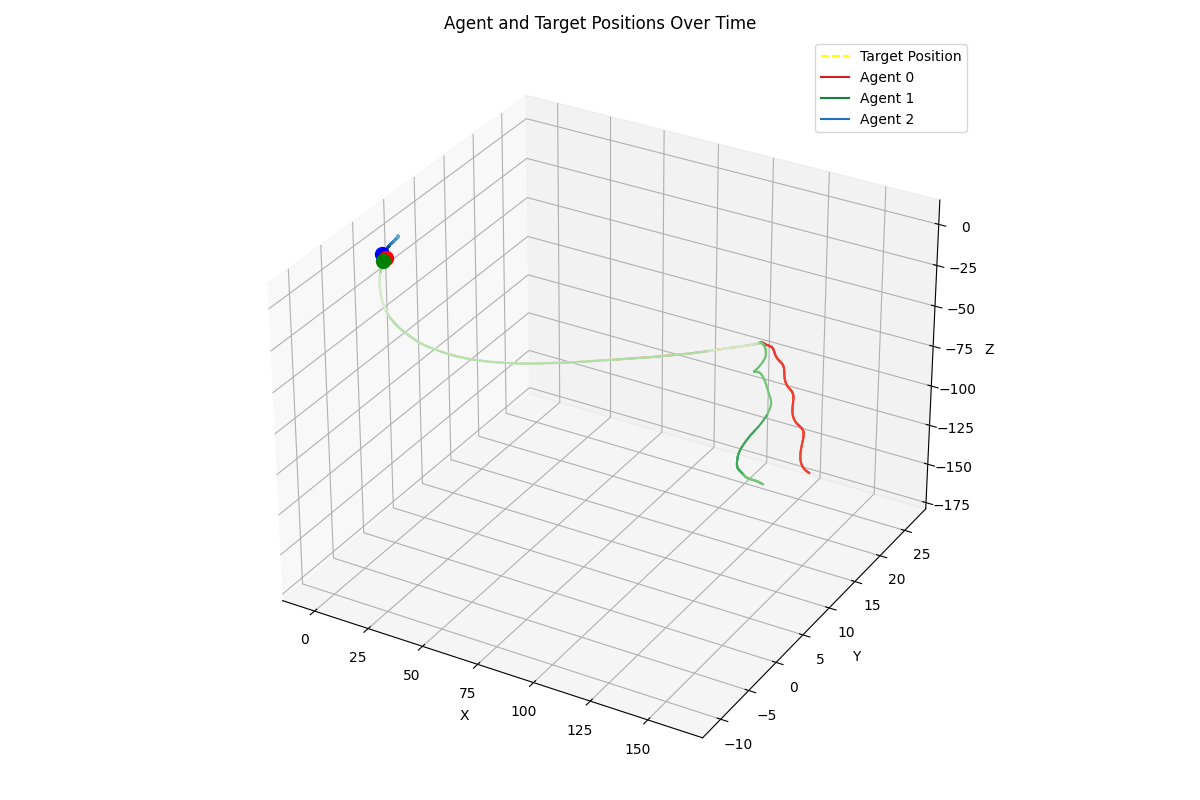 Agent and Target Positions Over Time
Target Position
Agent 0
Agent 1
Agent 2
0
−25
−50
−75
−100
−125
−150
−175
Z
25
20
15
10
5
0
−5
−10
Y
0
25
50
75
100
125
150
X